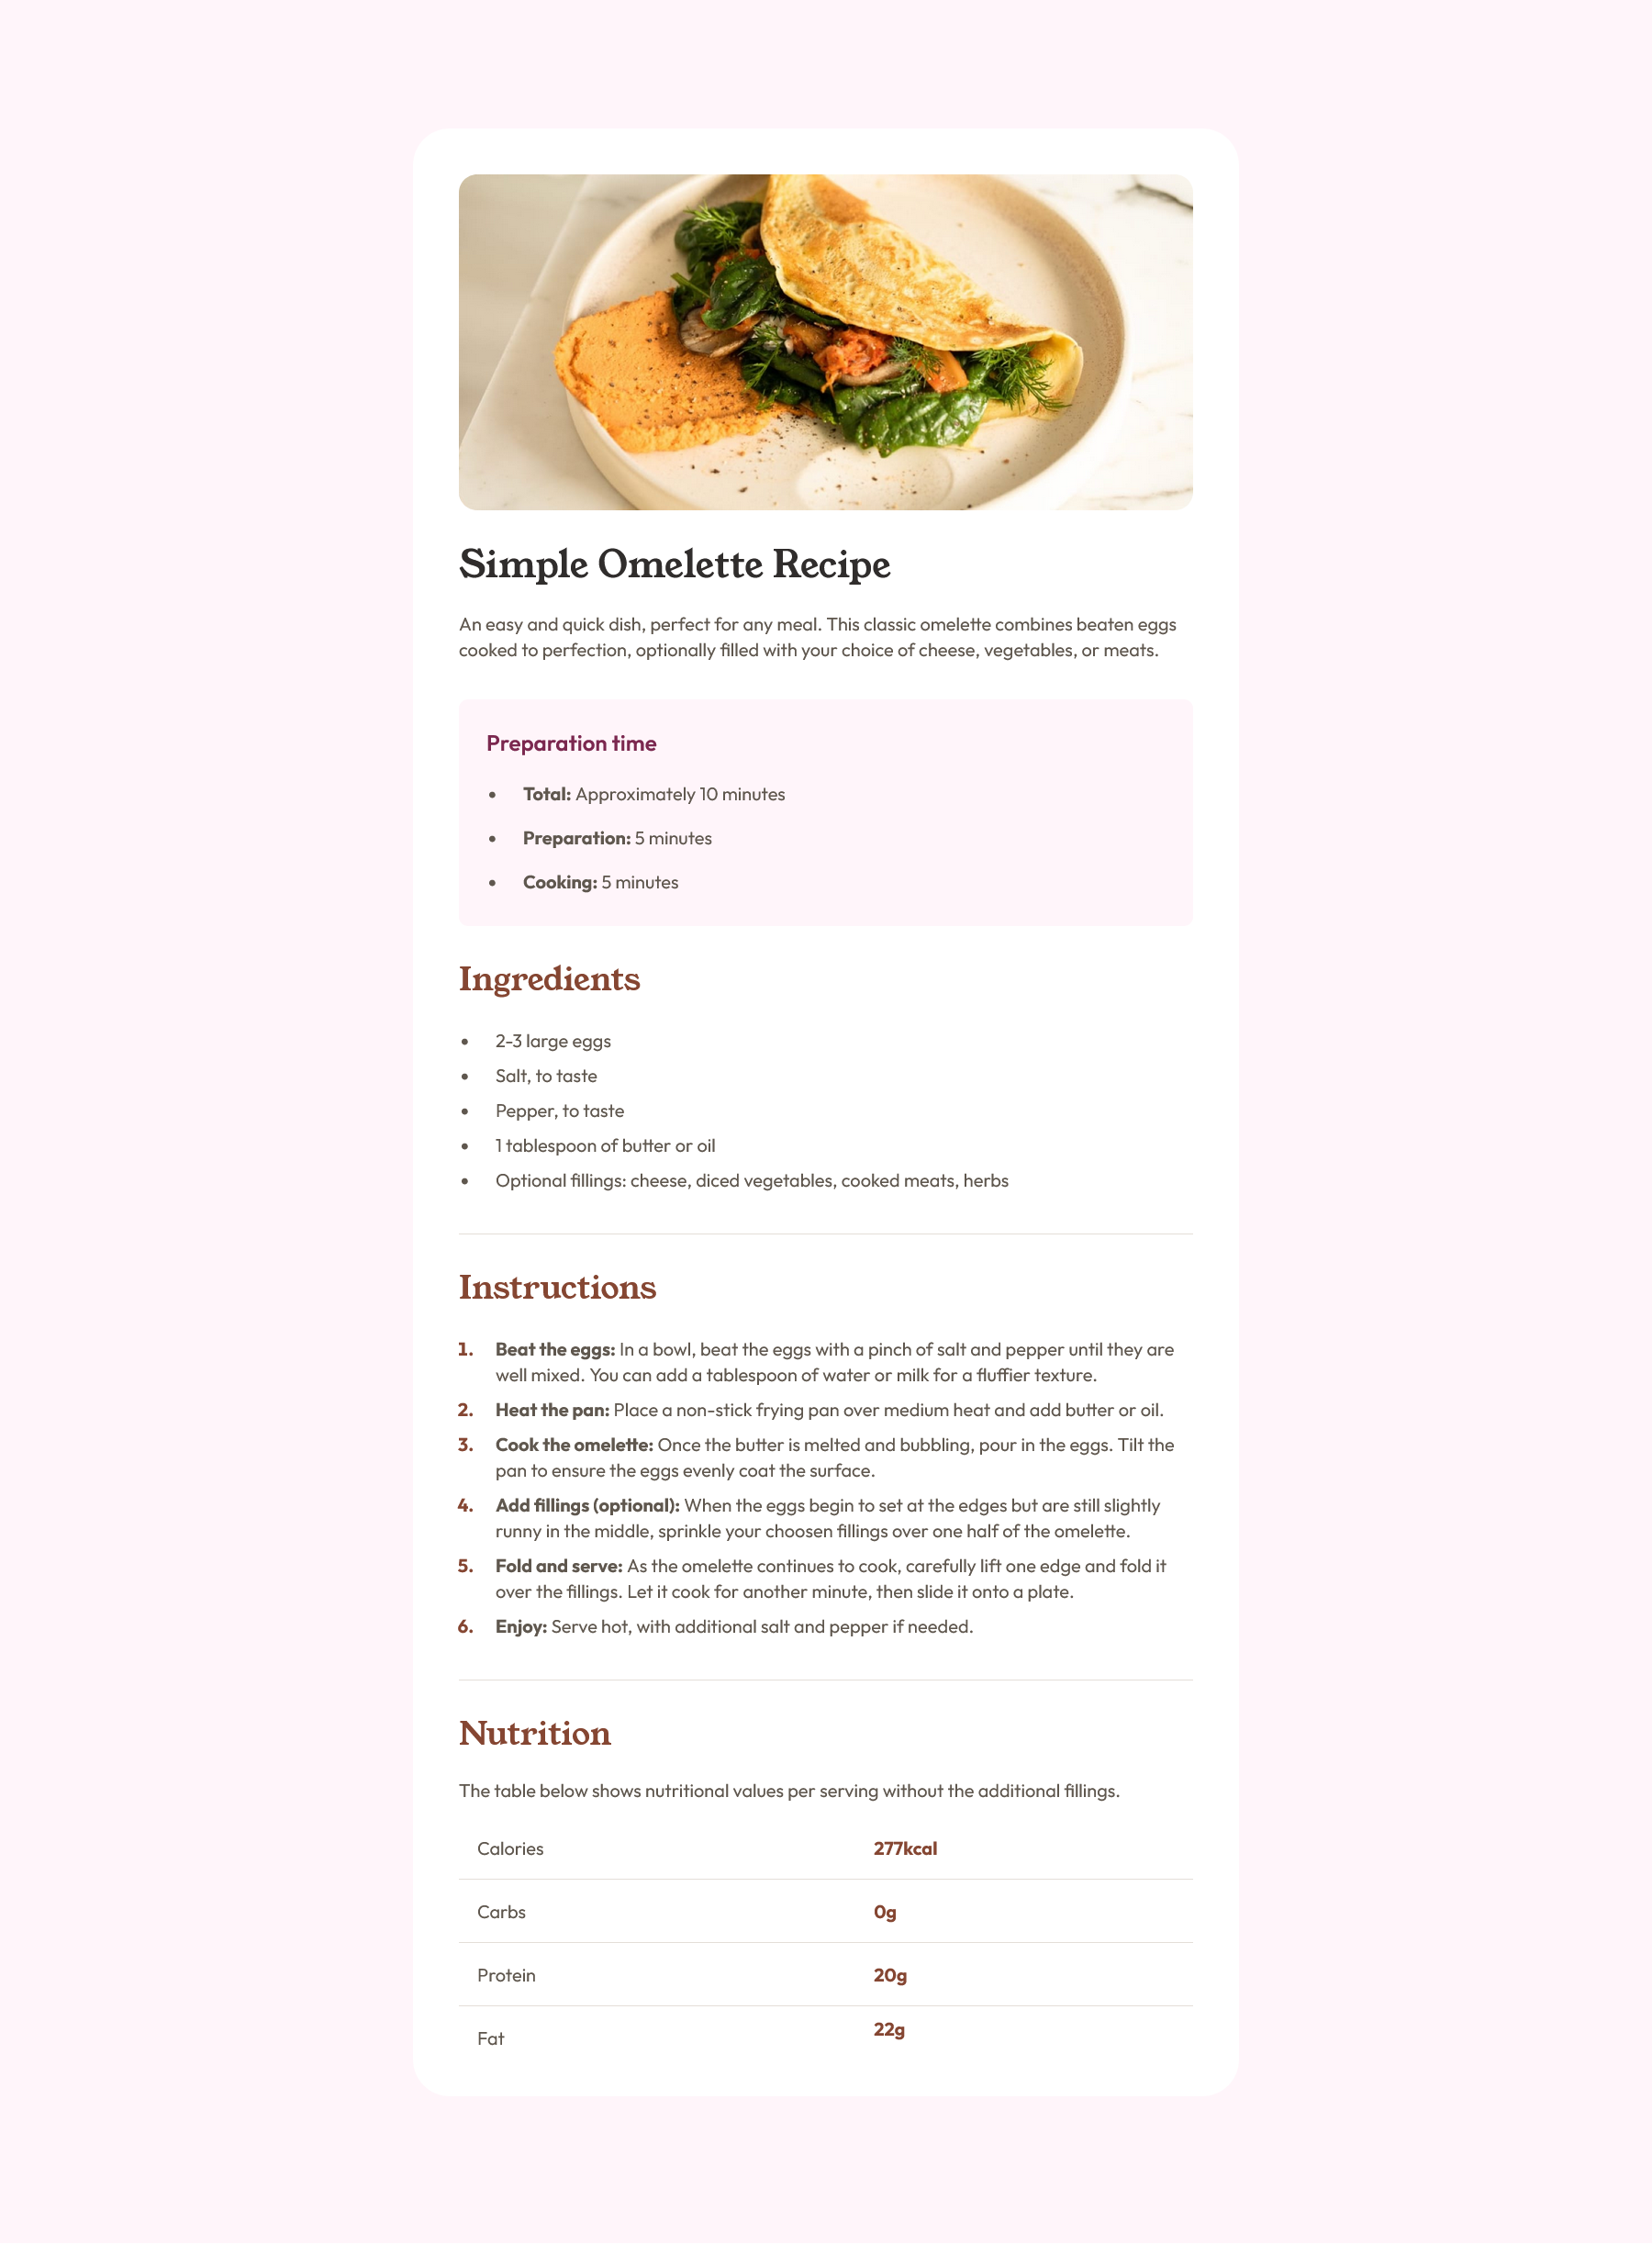 Simple Omelette Recipe
An easy and quick dish, perfect for any meal. This classic omelette combines beaten eggs
cooked to perfection, optionally filled with your choice of cheese, vegetables, or meats.
Preparation time
• Total: Approximately 10 minutes
• Preparation: 5 minutes
• Cooking: 5 minutes
Ingredients
• 2-3 large eggs
• Salt, to taste
• Pepper, to taste
• 1 tablespoon of butter or oil
• Optional fillings: cheese, diced vegetables, cooked meats, herbs
Instructions
1. Beat the eggs: In a bowl, beat the eggs with a pinch of salt and pepper until they are
well mixed. You can add a tablespoon of water or milk for a fluffier texture.
2. Heat the pan: Place a non-stick frying pan over medium heat and add butter or oil.
3. Cook the omelette: Once the butter is melted and bubbling, pour in the eggs. Tilt the
pan to ensure the eggs evenly coat the surface.
4. Add fillings (optional): When the eggs begin to set at the edges but are still slightly
runny in the middle, sprinkle your choosen fillings over one half of the omelette.
5. Fold and serve: As the omelette continues to cook, carefully lift one edge and fold it
over the fillings. Let it cook for another minute, then slide it onto a plate.
6. Enjoy: Serve hot, with additional salt and pepper if needed.
Nutrition
The table below shows nutritional values per serving without the additional fillings.
Calories 277kcal
Carbs 0g
Protein 20g
Fat 22g